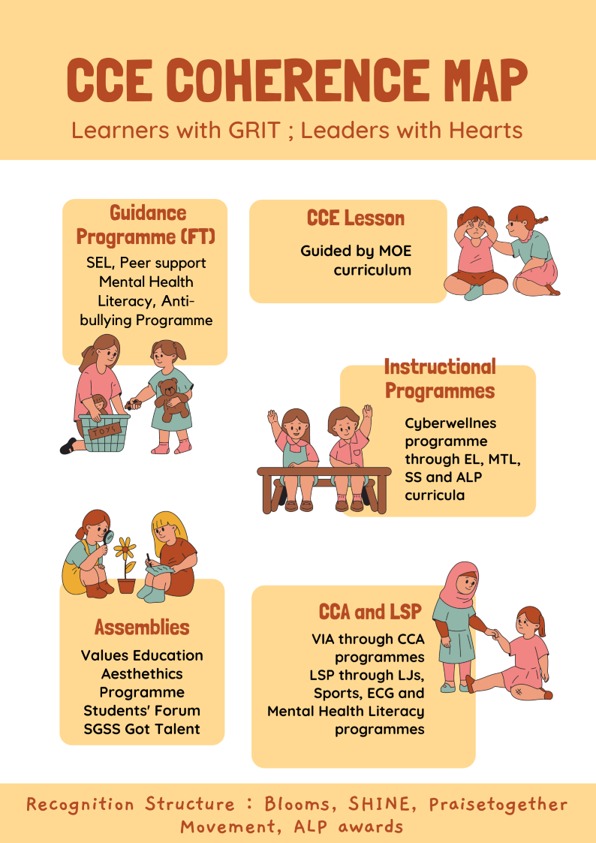 CCE COHERENCE MAP
Learners with GRIT ; Leaders with Hearts
Guidance
Programme (FT)
SEL, Peer support
Mental Health
Literacy, Anti-
bullying Programme
TOYS
CCE Lesson
Guided by MOE
curriculum
Instructional
Programmes
Cyberwellnes
programme
through EL, MTL,
SS and ALP
curricula
Assemblies
Values Education
Aesthethics
Programme
Students' Forum
SGSS Got Talent
CCA and LSP
VIA through CCA
programmes
LSP through LJs,
Sports, ECG and
Mental Health Literacy
programmes
Recognition Structure : Blooms, SHINE, Praisetogether
Movement, ALP awards